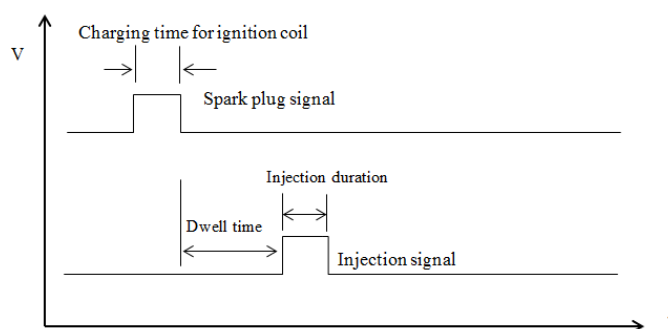 Charging time for ignition coil
V
Spark plug signal
Injection duration
Dwell time
Injection signal